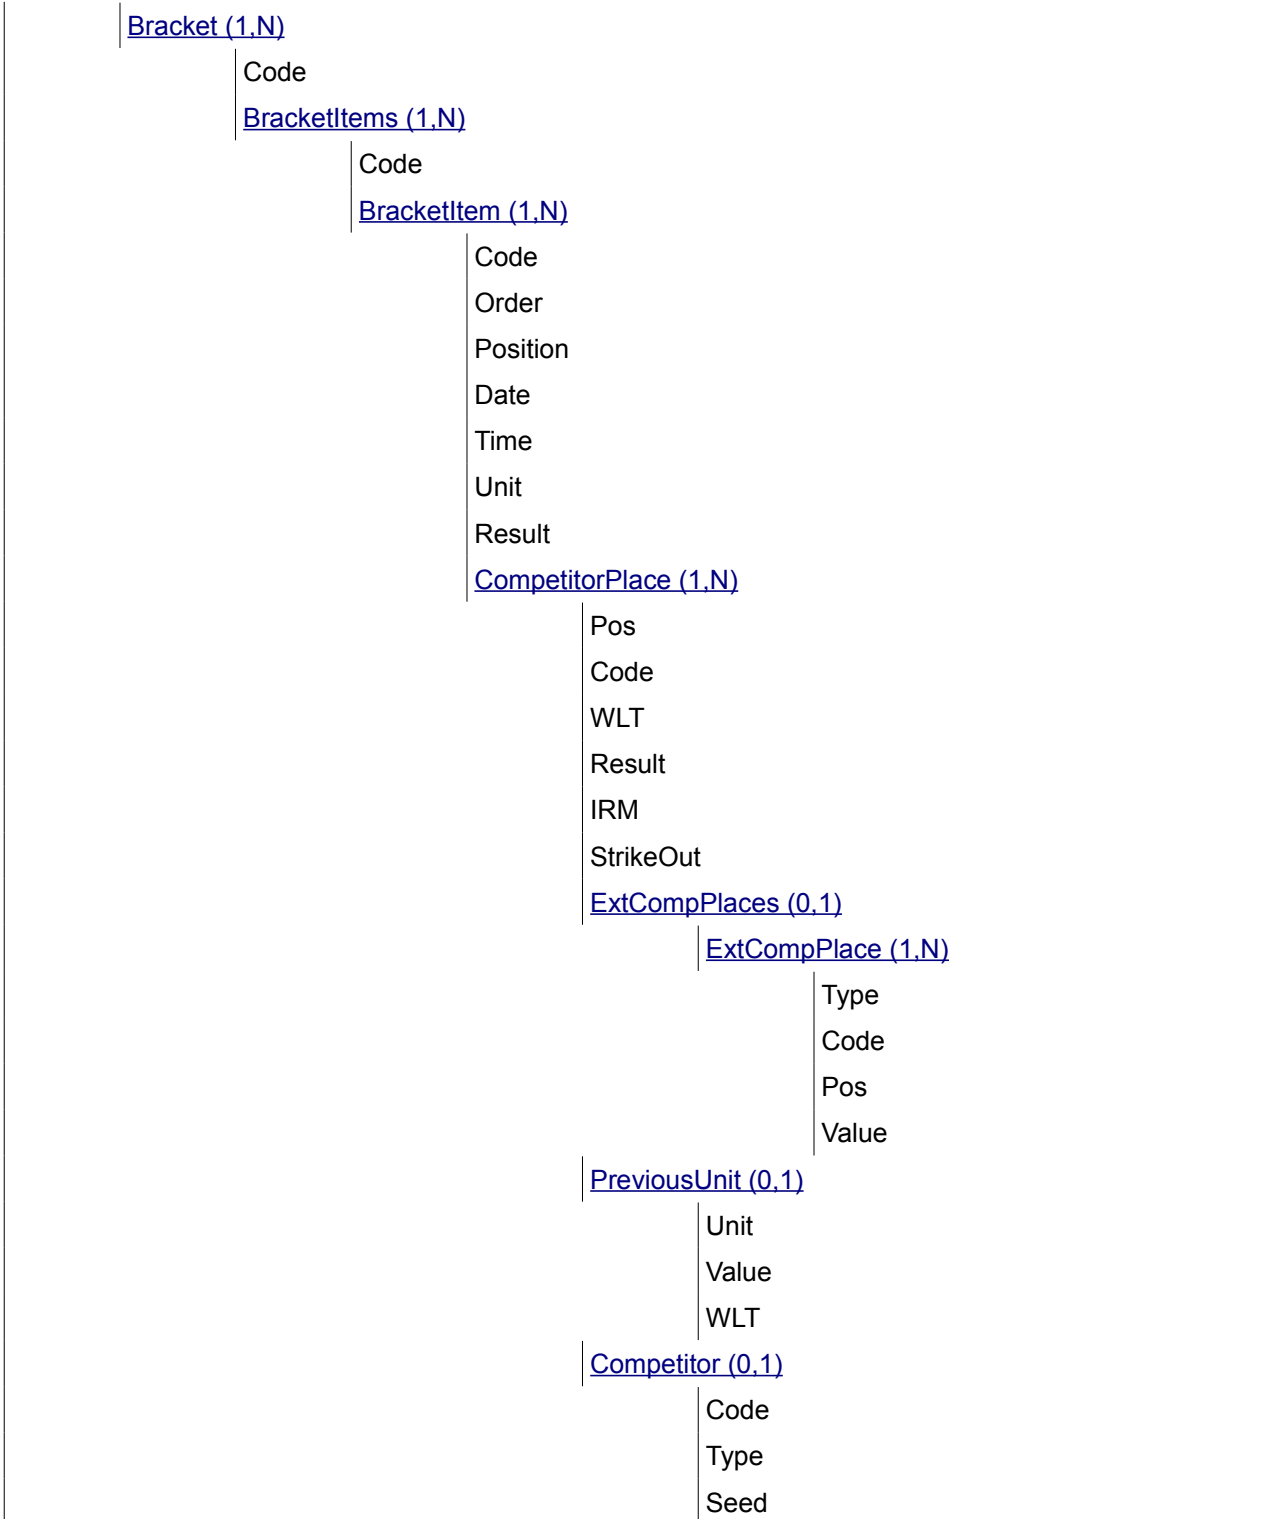 Bracket (1,N)
Code
BracketItems (1,N)
Code
BracketItem (1,N)
Code
Order
Position
Date
Time
Unit
Result
CompetitorPlace (1,N)
Pos
Code
WLT
Result
IRM
StrikeOut
ExtCompPlaces (0,1)
ExtCompPlace (1,N)
Type
Code
Pos
Value
PreviousUnit (0,1)
Unit
Value
WLT
Competitor (0,1)
Code
Type
Seed